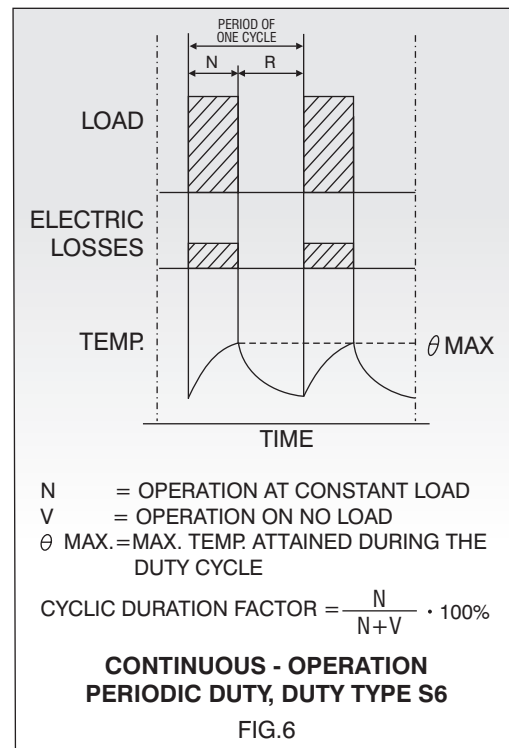 PERIOD OF
ONE CYCLE
N R
LOAD
ELECTRIC
LOSSES
TEMP.
θ MAX
TIME
N = OPERATION AT CONSTANT LOAD
V = OPERATION ON NO LOAD
θ MAX.=MAX. TEMP. ATTAINED DURING THE
DUTY CYCLE
CYCLIC DURATION FACTOR = N / N+V · 100%
CONTINUOUS - OPERATION
PERIODIC DUTY, DUTY TYPE S6
FIG.6